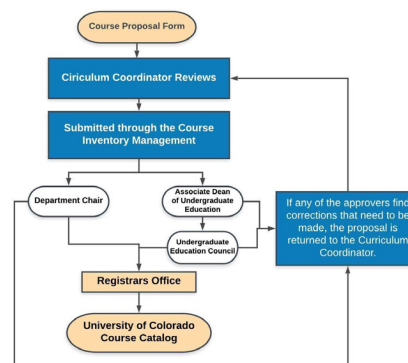 Course Proposal Form
Ciriculum Coordinator Reviews
Submitted through the Course
Inventory Management
Department Chair
Associate Dean
of Undergraduate
Education
Undergraduate
Education Council
If any of the approvers find
corrections that need to be
made, the proposal is
returned to the Curriculum
Coordinator.
Registrars Office
University of Colorado
Course Catalog